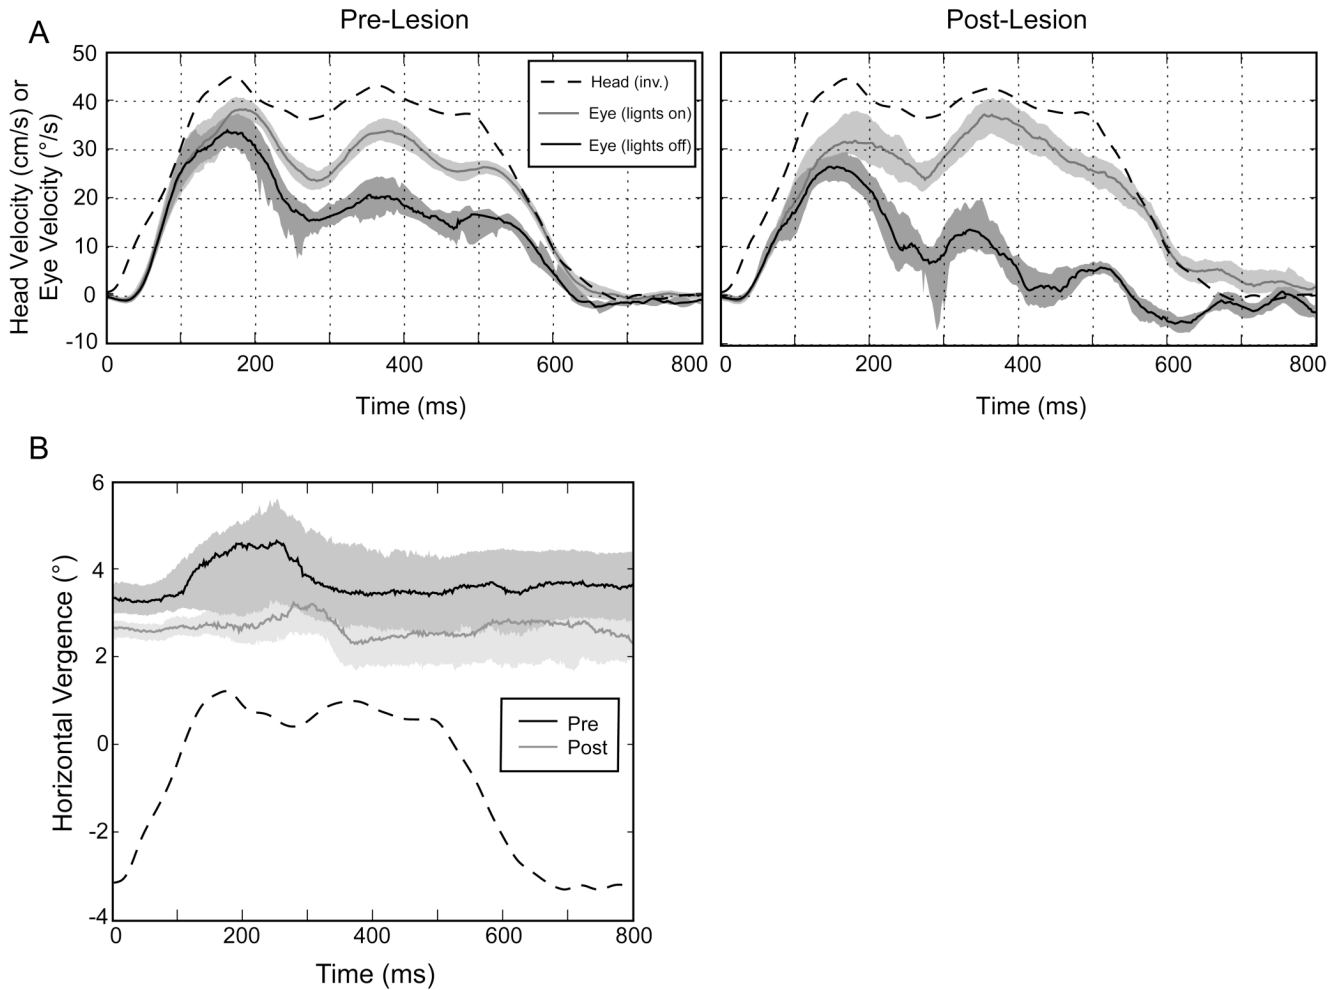 Pre-Lesion
Post-Lesion
A
Head Velocity (cm/s) or
Eye Velocity (°/s)
50
40
30
20
10
0
-10
Head (inv.)
Eye (lignts on)
Eye (lights off)
0
200
400
600
800
0
200
400
600
800
Time (ms)
Time (ms)
B
Horizontal Vergence (°)
6
4
2
0
-2
-4
Pre
Post
0
200
400
600
800
Time (ms)